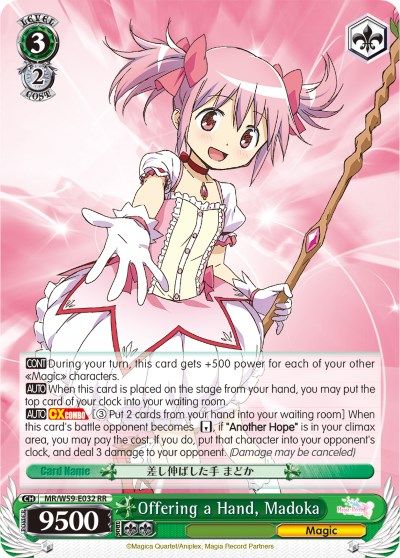 LEVEL
3
2
COST
CONT During your turn, this card gets +500 power for each of your other
«Magic» characters.
AUTO When this card is placed on the stage from your hand, you may put the
top card of your clock into your waiting room.
AUTO CX COMBO [③ Put 2 cards from your hand into your waiting room] When
this card's battle opponent becomes [▾], if "Another Hope" is in your climax
area, you may pay the cost. If you do, put that character into your opponent's
clock, and deal 3 damage to your opponent. (Damage may be canceled)
Card Name
差し伸ばした手 まどか
CH MR/W59-E032 RR
9500
Offering a Hand, Madoka
Magic
©Magica Quartet/Aniplex, Magia Record Partners